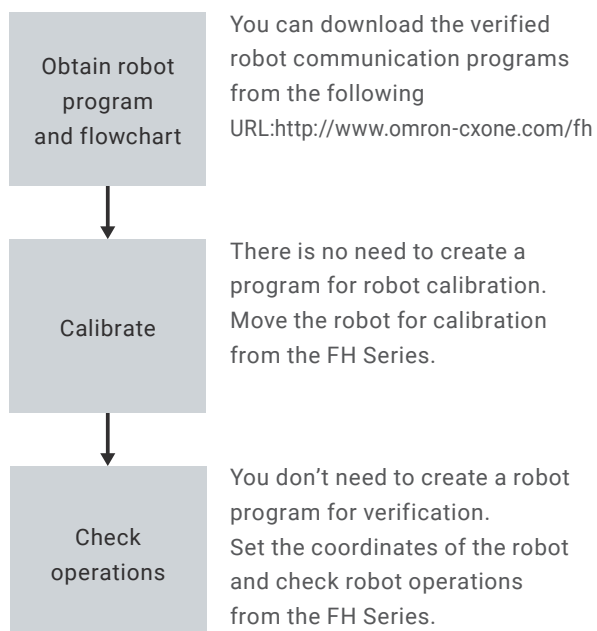 Obtain robot
program
and flowchart
You can download the verified
robot communication programs
from the following
URL:http://www.omron-cxone.com/fh
Calibrate
There is no need to create a
program for robot calibration.
Move the robot for calibration
from the FH Series.
Check
operations
You don’t need to create a robot
program for verification.
Set the coordinates of the robot
and check robot operations
from the FH Series.